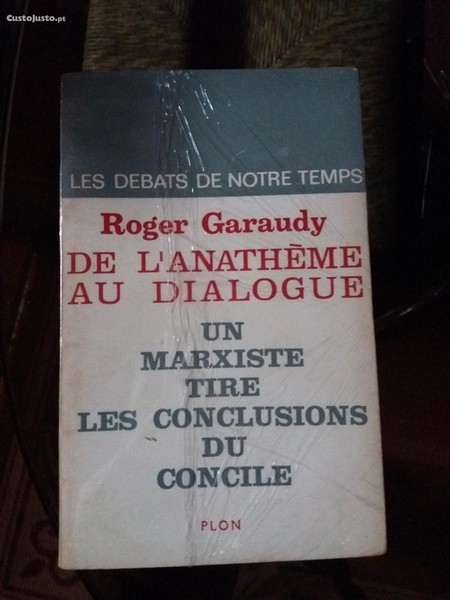 CustoJusto.pt
LES DEBATS DE NOTRE TEMPS
Roger Garaudy
DE L'ANATHÈME
AU DIALOGUE
UN
MARXISTE
TIRE
LES CONCLUSIONS
DU
CONCILE
PLON